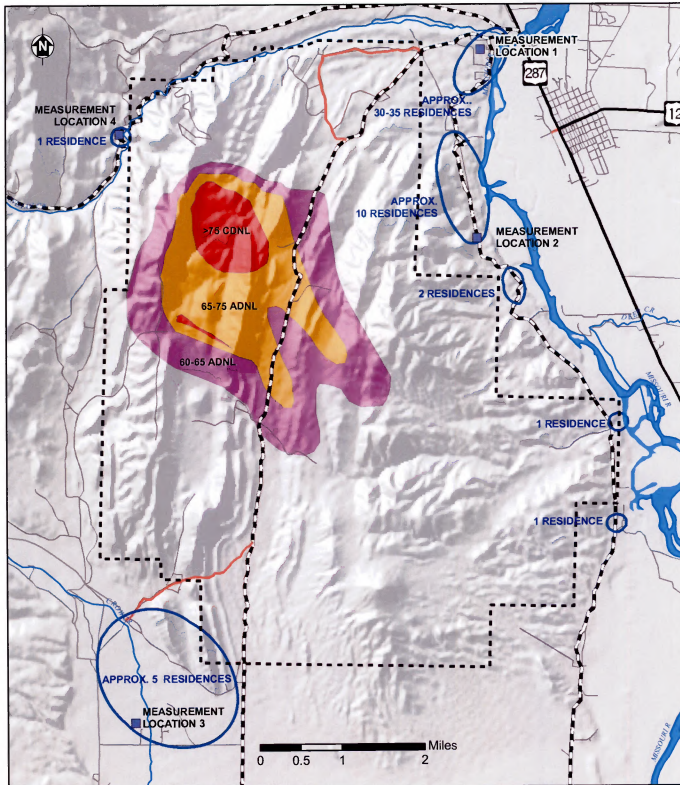 N
MEASUREMENT
LOCATION 1
287
12
MEASUREMENT
LOCATION 4
1 RESIDENCE
APPROX..
30-35 RESIDENCES
APPROX.
10 RESIDENCES
MEASUREMENT
LOCATION 2
2 RESIDENCES
>75 CDNL
65-75 ADNL
60-65 ADNL
MISSOURI R.
1 RESIDENCE
1 RESIDENCE
APPROX. 5 RESIDENCES
MEASUREMENT
LOCATION 3
Miles
0 0.5 1 2
MISSOURI R.